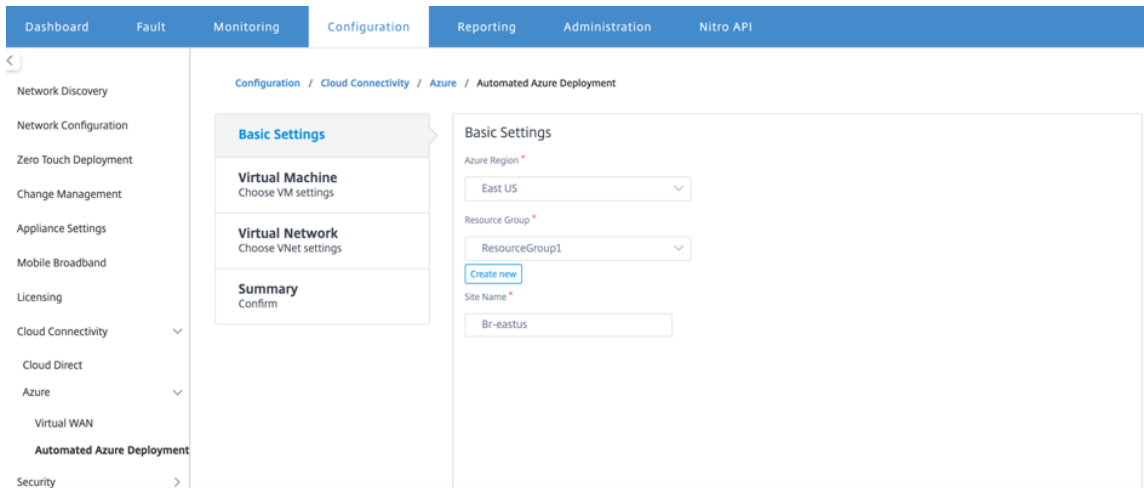 Dashboard Fault Monitoring Configuration Reporting Administration Nitro API
Network Discovery
Network Configuration
Zero Touch Deployment
Change Management
Appliance Settings
Mobile Broadband
Licensing
Cloud Connectivity
Cloud Direct
Azure
Virtual WAN
Automated Azure Deployment
Security
Configuration / Cloud Connectivity / Azure / Automated Azure Deployment
Basic Settings
Virtual Machine
Choose VM settings
Virtual Network
Choose VNet settings
Summary
Confirm
Basic Settings
Azure Region *
East US
Resource Group *
ResourceGroup1
Create new
Site Name *
Br-eastus